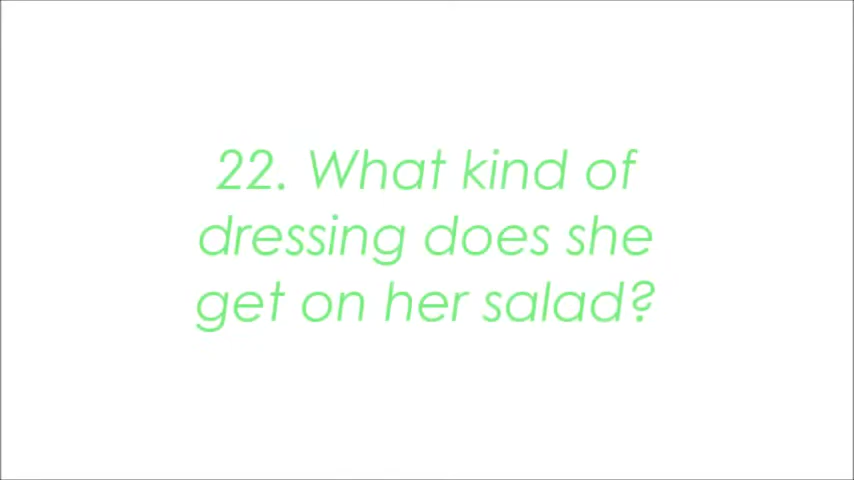 22. What kind of
dressing does she
get on her salad?